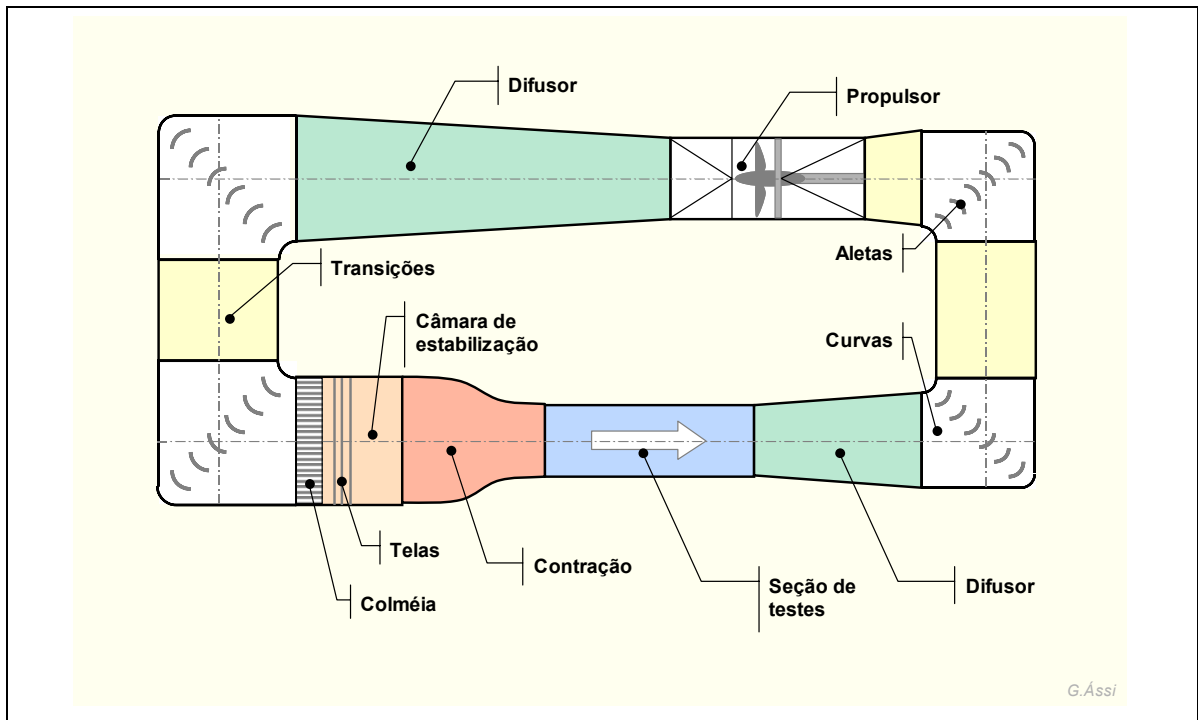 Difusor
Propulsor
Aletas
Transições
Câmara de
estabilização
Curvas
Telas
Contração
Seção de
testes
Difusor
Colméia
G.Ássi